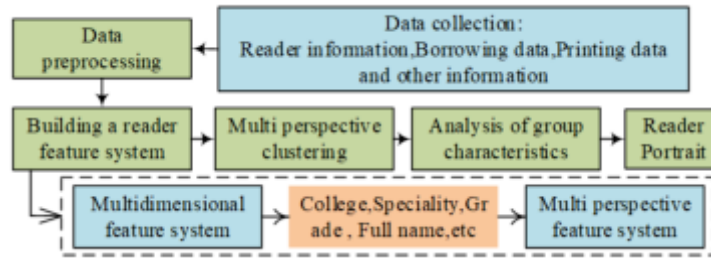 Data
preprocessing
Data collection:
Reader information,Borrowing data,Printing data
and other information
Building a reader
feature system
Multi perspective
clustering
Analysis of group
characteristics
Reader
Portrait
Multidimensional
feature system
College,Speciality,Gr
ade , Full name,etc
Multi perspective
feature system